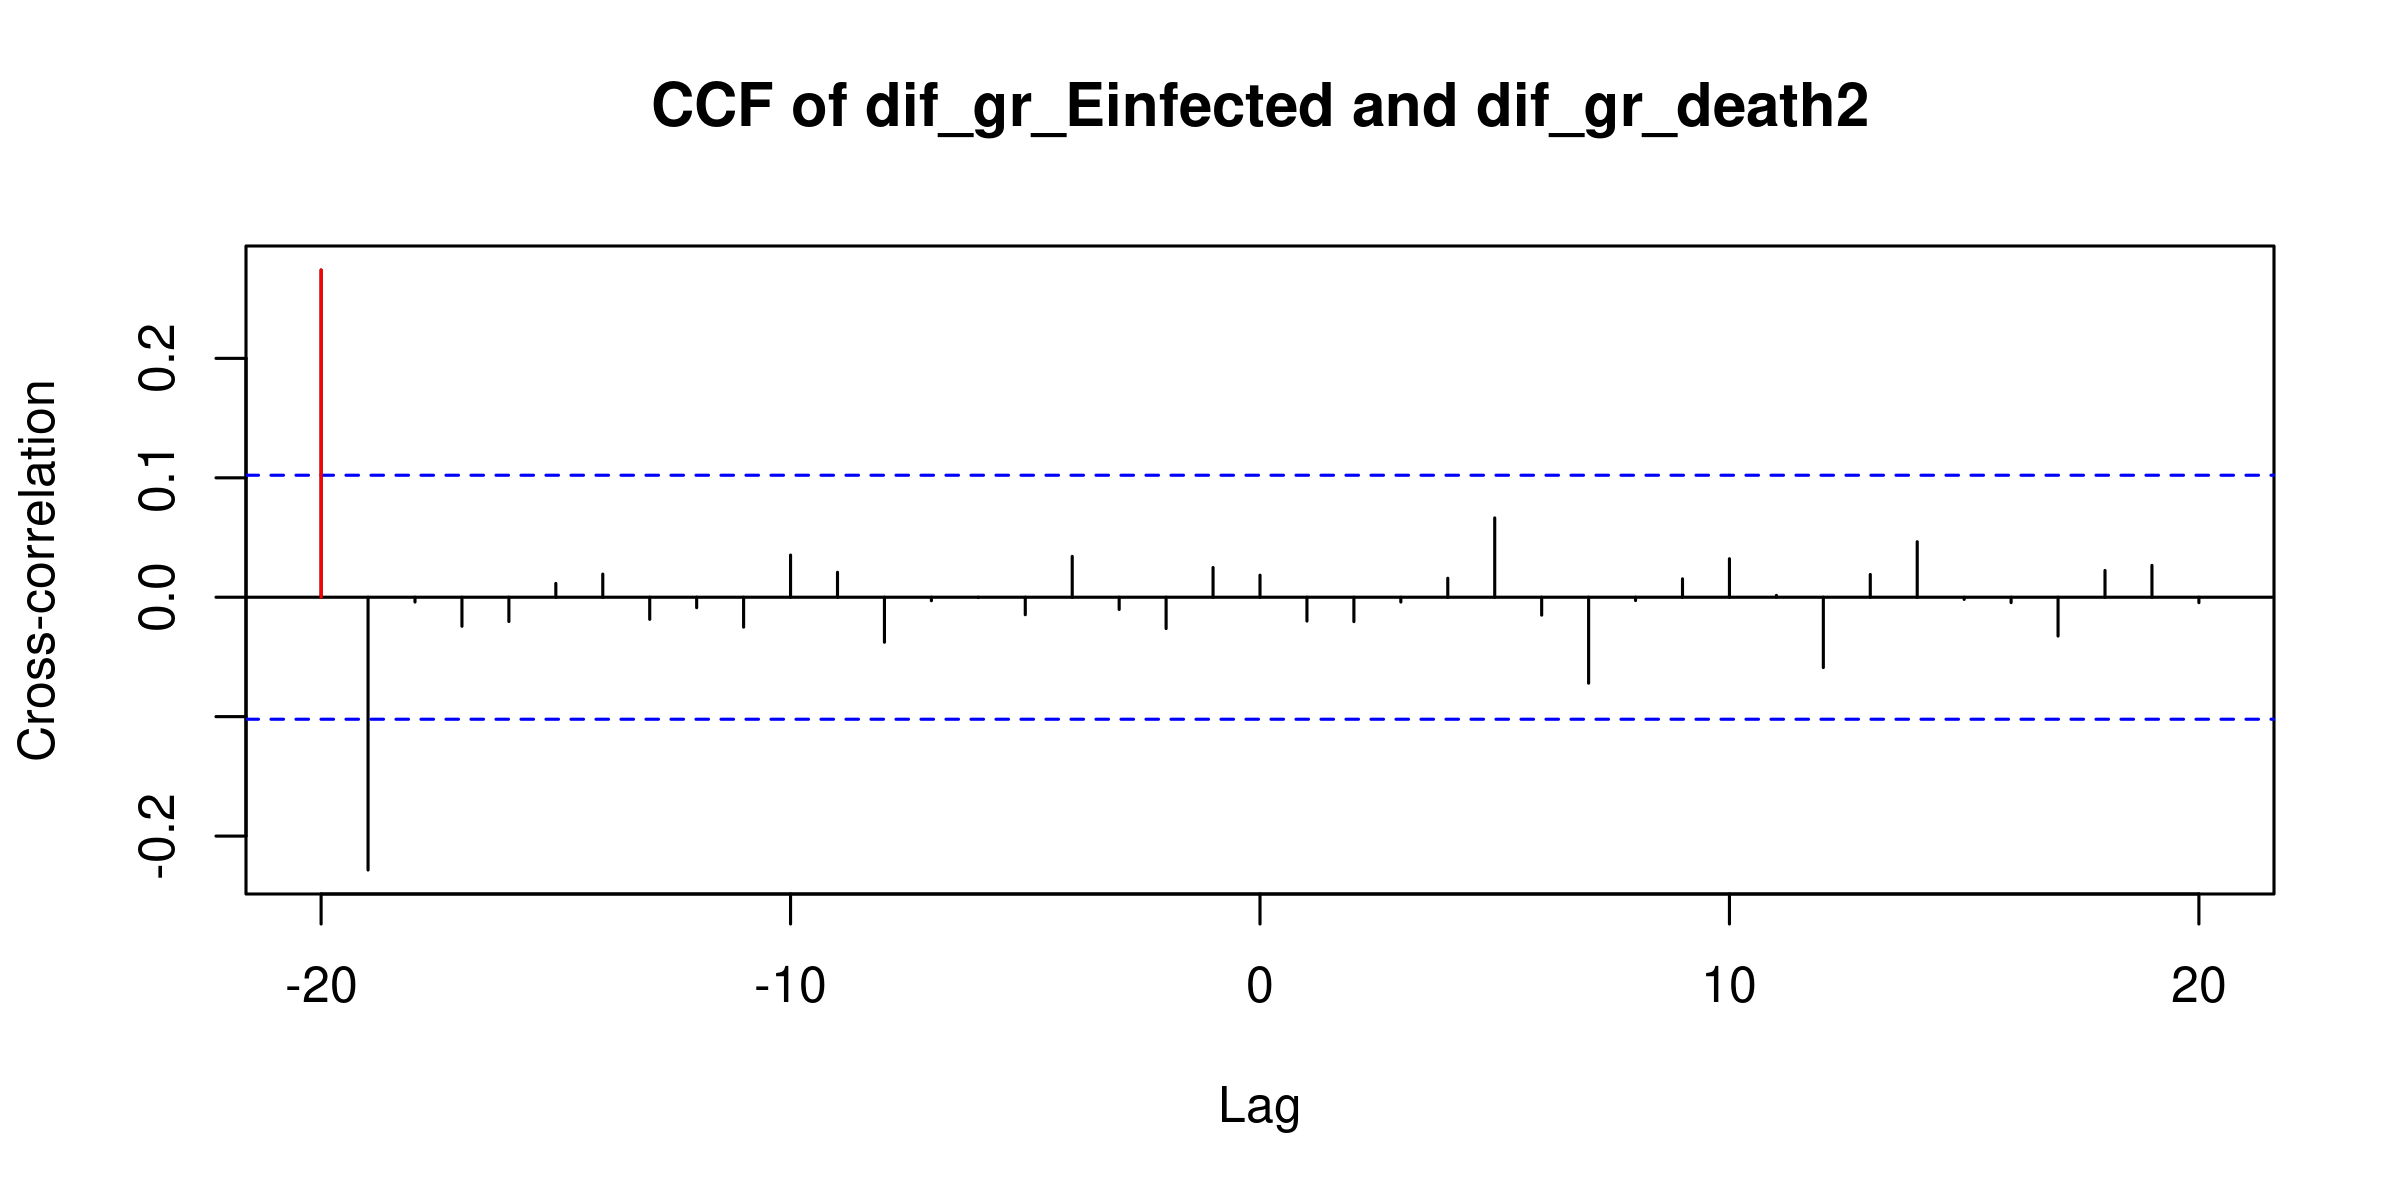 CCF of dif_gr_Einfected and dif_gr_death2
Cross-correlation
0.2
0.1
0.0
-0.2
-20 -10 0 10 20
Lag